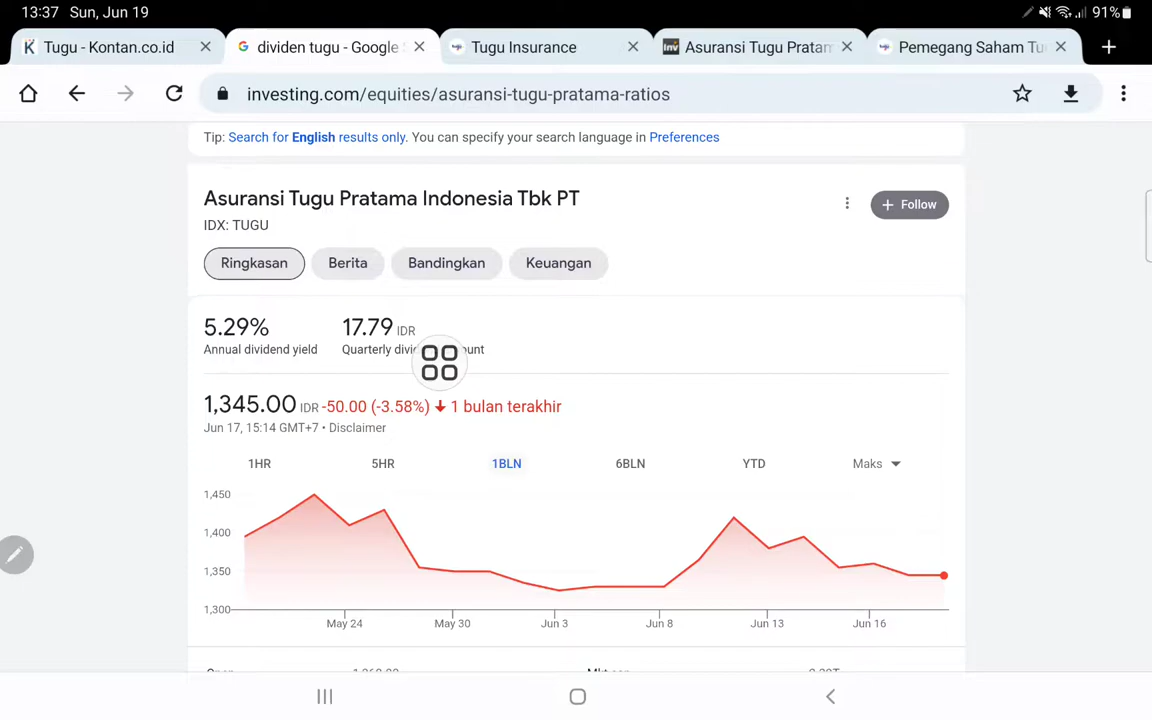 13:37 Sun, Jun 19 91%
Tugu - Kontan.co.id
dividen tugu - Google
Tugu Insurance
Asuransi Tugu Pratam
Pemegang Saham Tu
investing.com/equities/asuransi-tugu-pratama-ratios
Tip: Search for English results only. You can specify your search language in Preferences
Asuransi Tugu Pratama Indonesia Tbk PT
IDX: TUGU
Follow
Ringkasan Berita Bandingkan Keuangan
5.29% 17.79 IDR
Annual dividend yield Quarterly
1,345.00 IDR -50.00 (-3.58%) 1 bulan terakhir
Jun 17, 15:14 GMT+7 • Disclaimer
1HR 5HR 1BLN 6BLN YTD Maks
1,450
1,400
1,350
1,300
May 24 May 30 Jun 3 Jun 8 Jun 13 Jun 16